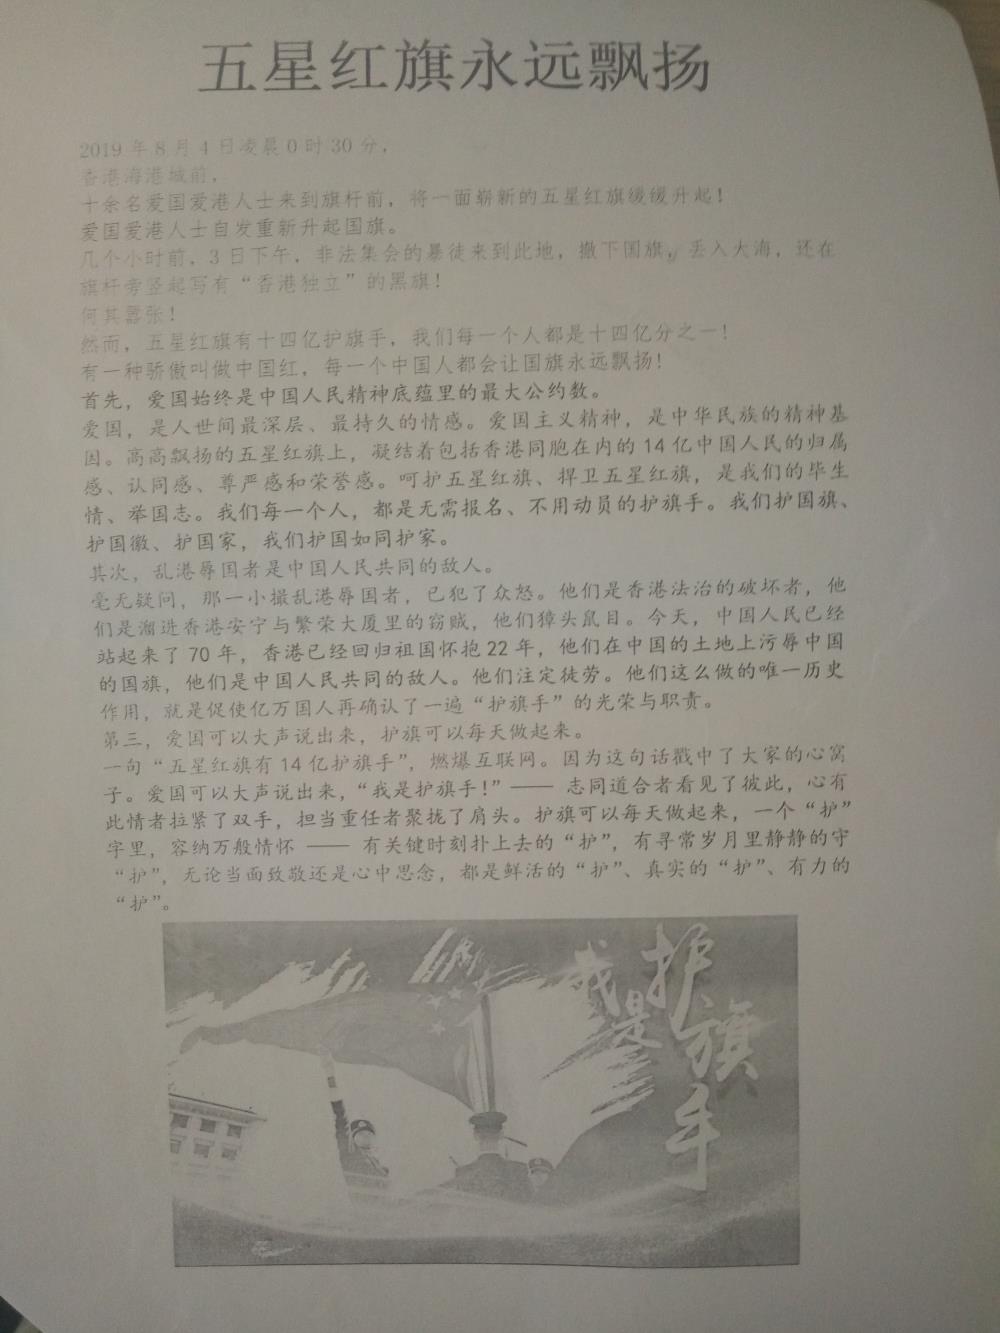 五星红旗永远飘扬
2019 年 8 月 4 日凌晨 0 时 30 分，
香港海港城前，
十余名爱国爱港人士来到旗杆前，将一面崭新的五星红旗缓缓升起！
爱国爱港人士自发重新升起国旗。
几个小时前，3 日下午，非法集会的暴徒来到此地，撤下国旗，丢入大海，还在
旗杆旁竖起写有“香港独立”的黑旗！
何其嚣张！
然而，五星红旗有十四亿护旗手，我们每一个人都是十四亿分之一！
有一种骄傲叫做中国红，每一个中国人都会让国旗永远飘扬！
首先，爱国始终是中国人民精神底蕴里的最大公约数。
爱国，是人世间最深层、最持久的情感。爱国主义精神，是中华民族的精神基
因。高高飘扬的五星红旗上，凝结着包括香港同胞在内的 14 亿中国人民的归属
感、认同感、尊严感和荣誉感。呵护五星红旗、捍卫五星红旗，是我们的毕生
情、举国志。我们每一个人，都是无需报名、不用动员的护旗手。我们护国旗、
护国徽、护国家，我们护国如同护家。
其次，乱港辱国者是中国人民共同的敌人。
毫无疑问，那一小撮乱港辱国者，已犯了众怒。他们是香港法治的破坏者，他
们是溜进香港安宁与繁荣大厦里的窃贼，他们獐头鼠目。今天，中国人民已经
站起来了 70 年，香港已经回归祖国怀抱 22 年，他们在中国的土地上污辱中国
的国旗，他们是中国人民共同的敌人。他们注定徒劳。他们这么做的唯一历史
作用，就是促使亿万国人再确认了一遍“护旗手”的光荣与职责。
第三，爱国可以大声说出来，护旗可以每天做起来。
一句“五星红旗有 14 亿护旗手”，燃爆互联网。因为这句话戳中了大家的心窝
子。爱国可以大声说出来，“我是护旗手！”—— 志同道合者看见了彼此，心有
此情者拉紧了双手，担当重任者聚拢了肩头。护旗可以每天做起来，一个“护”
字里，容纳万般情怀 —— 有关键时刻扑上去的“护”，有寻常岁月里静静的守
“护”，无论当面致敬还是心中思念，都是鲜活的“护”、真实的“护”、有力的
“护”。
我是护旗手